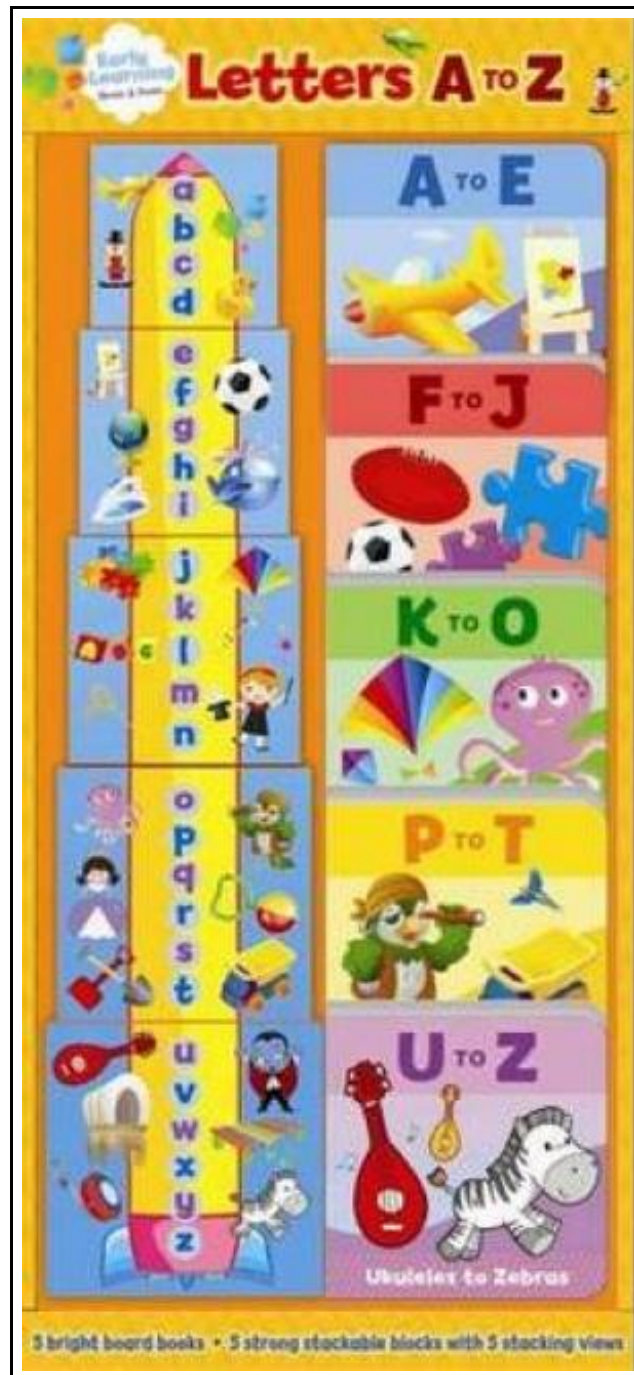 Early
Learning
Letters A TO Z
a
b
c
d
e
f
g
h
i
j
k
l
m
n
o
p
q
r
s
t
u
v
w
x
y
z
A TO E
F TO J
K TO O
P TO T
U TO Z
Ukuleles to Zebras
5 bright board books • 5 strong stackable blocks with 5 stacking views